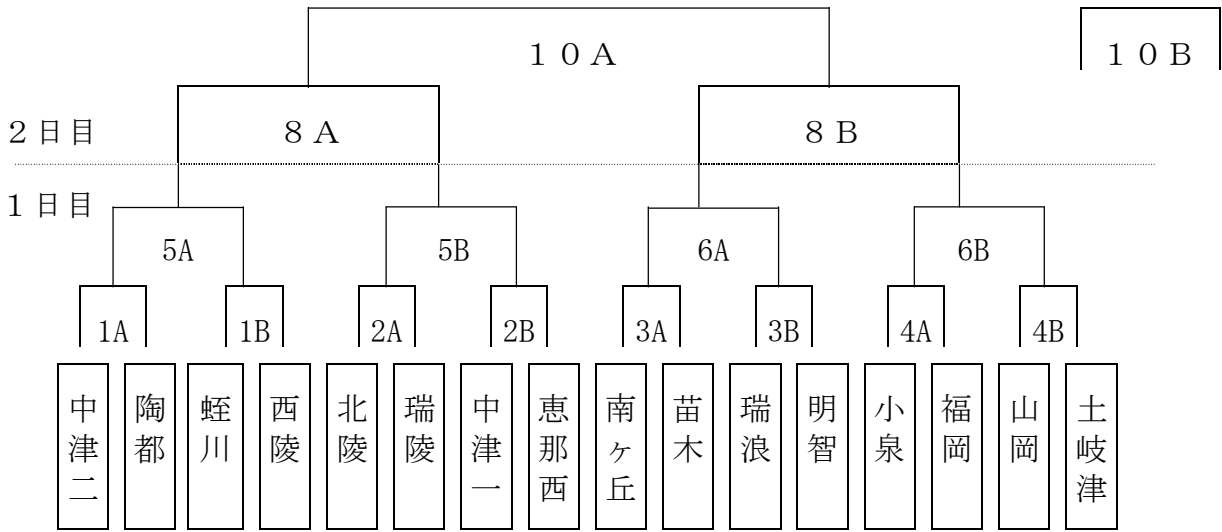 １０A
１０B
２日目
８A
８B
１日目
5A
5B
6A
6B
1A
1B
2A
2B
3A
3B
4A
4B
中津二
陶都
蛭川
西陵
北陵
瑞陵
中津一
恵那西
南ヶ丘
苗木
瑞浪
明智
小泉
福岡
山岡
土岐津